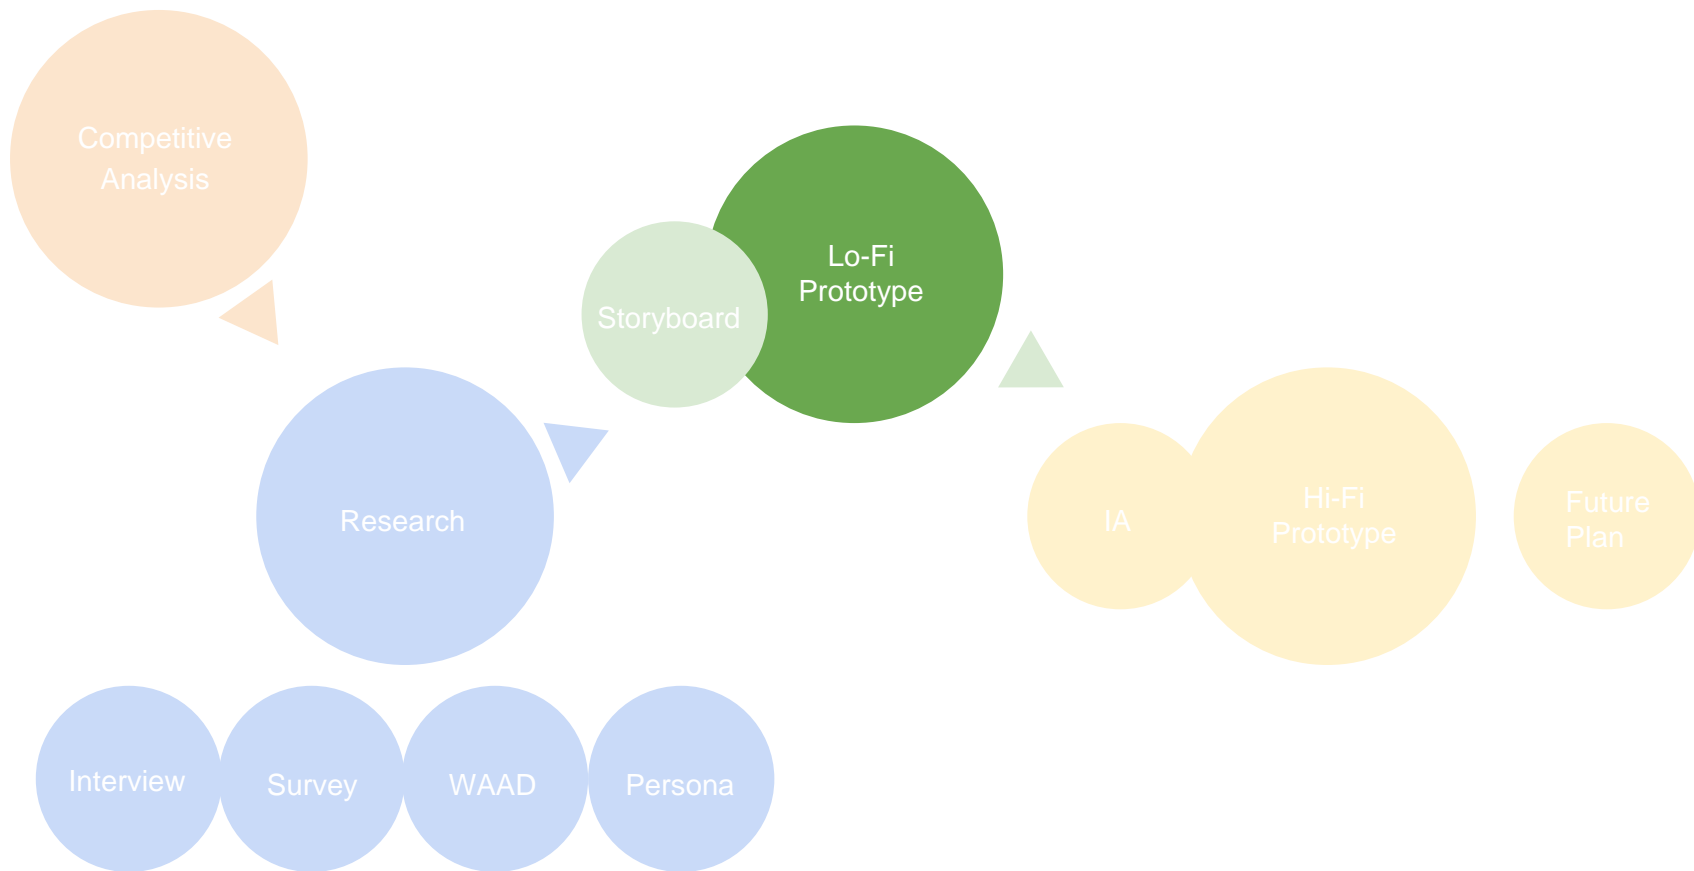 Competitive
Analysis
Lo-Fi
Prototype
Storyboard
Research
IA
Hi-Fi
Prototype
Future
Plan
Interview
Survey
WAAD
Persona